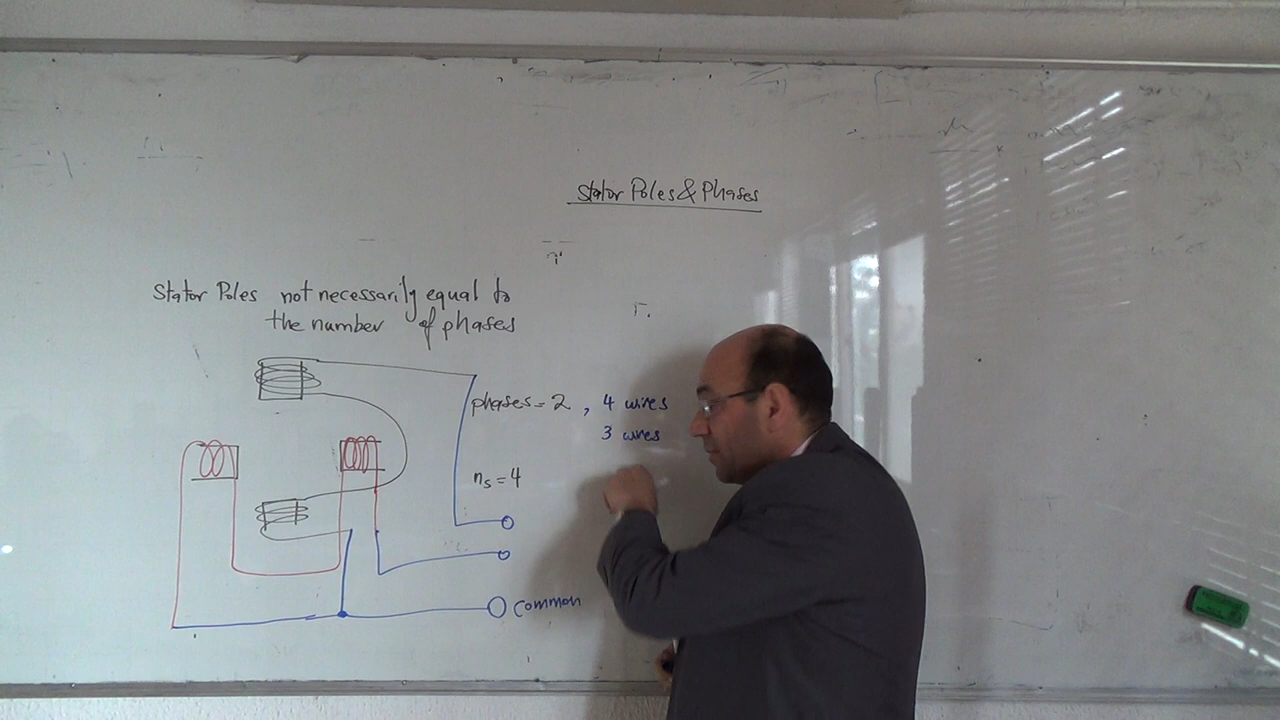 Stator Poles & Phases
Stator Poles not necessarily equal to
the number of phases
phases = 2 , 4 wires
3 wires
ns = 4
Common